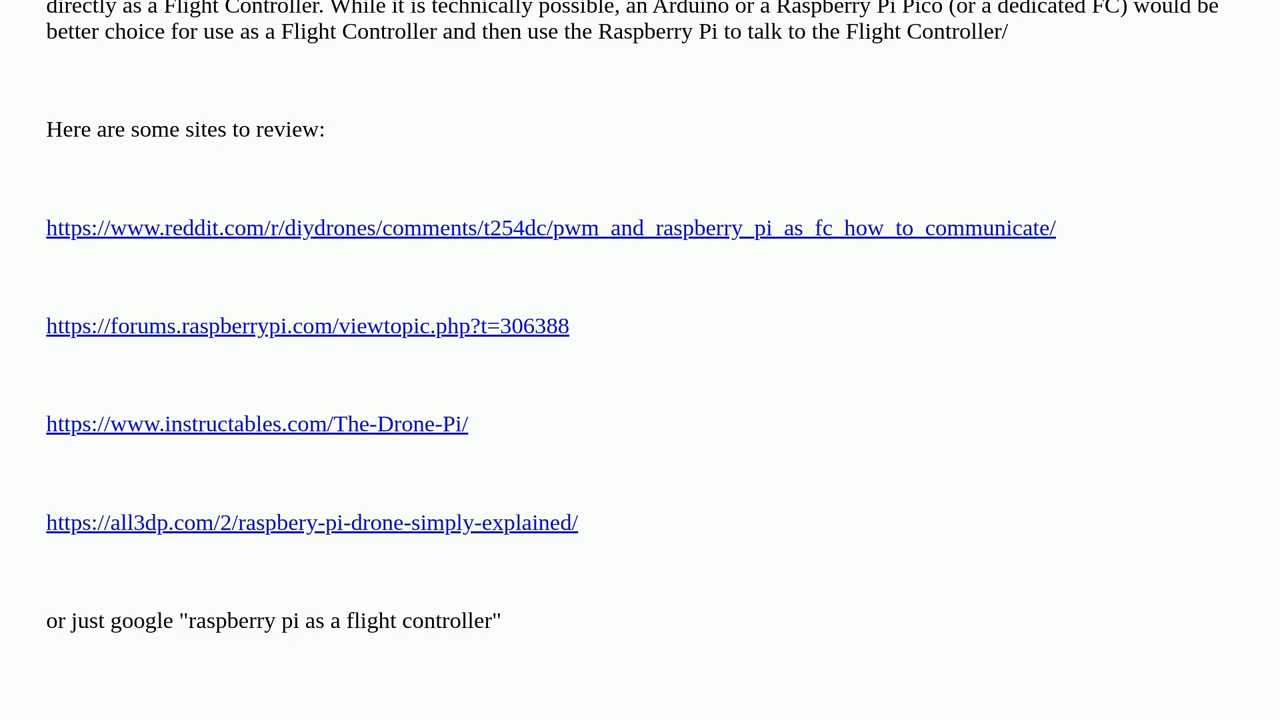 directly as a Flight Controller. While it is technically possible, an Arduino or a Raspberry Pi Pico (or a dedicated FC) would be
better choice for use as a Flight Controller and then use the Raspberry Pi to talk to the Flight Controller/
Here are some sites to review:
https://www.reddit.com/r/diydrones/comments/t254dc/pwm_and_raspberry_pi_as_fc_how_to_communicate/
https://forums.raspberrypi.com/viewtopic.php?t=306388
https://www.instructables.com/The-Drone-Pi/
https://all3dp.com/2/raspbery-pi-drone-simply-explained/
or just google "raspberry pi as a flight controller"